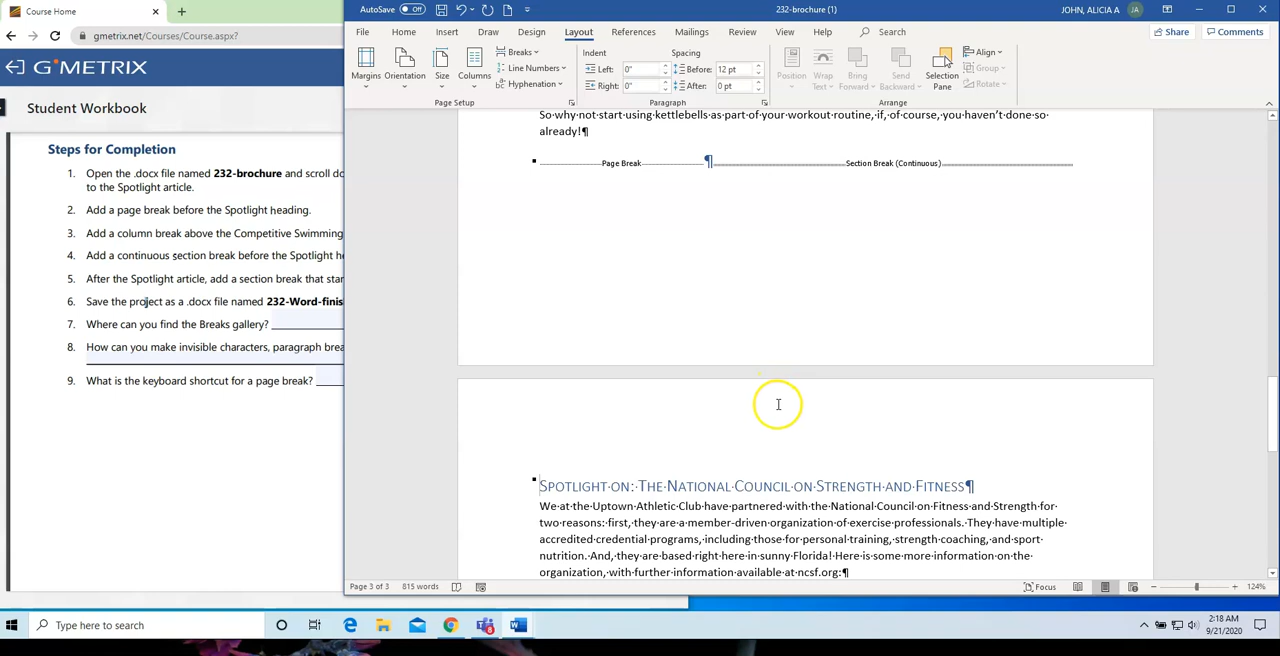 Course Home
AutoSave Off
232-brochure (1)
JOHN, ALICIA A JA
gmetrix.net/Courses/Course.aspx?
File Home Insert Draw Design Layout References Mailings Review View Help Search Share Comments
GMETRIX
Margins Orientation Size Columns
Breaks
Line Numbers
Hyphenation
Page Setup
Indent Spacing
Left: 0" Before: 12 pt
Right: 0" After: 0 pt
Paragraph
Position Wrap Text Bring Forward Send Backward Selection Pane
Align
Group
Rotate
Arrange
Student Workbook
Steps for Completion
1. Open the .docx file named 232-brochure and scroll do
to the Spotlight article.
2. Add a page break before the Spotlight heading.
3. Add a column break above the Competitive Swimming
4. Add a continuous section break before the Spotlight he
5. After the Spotlight article, add a section break that star
6. Save the project as a .docx file named 232-Word-finis
7. Where can you find the Breaks gallery?
8. How can you make invisible characters, paragraph brea
9. What is the keyboard shortcut for a page break?
So why not start using kettlebells as part of your workout routine, if, of course, you haven't done so
already!¶
Page Break ¶ Section Break (Continuous)
SPOTLIGHT·ON:·THE·NATIONAL·COUNCIL·ON·STRENGTH·AND·FITNESS¶
We·at·the·Uptown·Athletic·Club·have·partnered·with·the·National·Council·on·Fitness·and·Strength·for·
two·reasons:·first,·they·are·a·member-driven·organization·of·exercise·professionals.·They·have·multiple·
accredited·credential·programs,·including·those·for·personal·training,·strength·coaching,·and·sport·
nutrition.·And,·they·are·based·right·here·in·sunny·Florida!·Here·is·some·more·information·on·the·
organization,·with·further·information·available·at·ncsf.org:¶
Page 3 of 3 815 words
Focus
124%
Type here to search
2:18 AM
9/21/2020